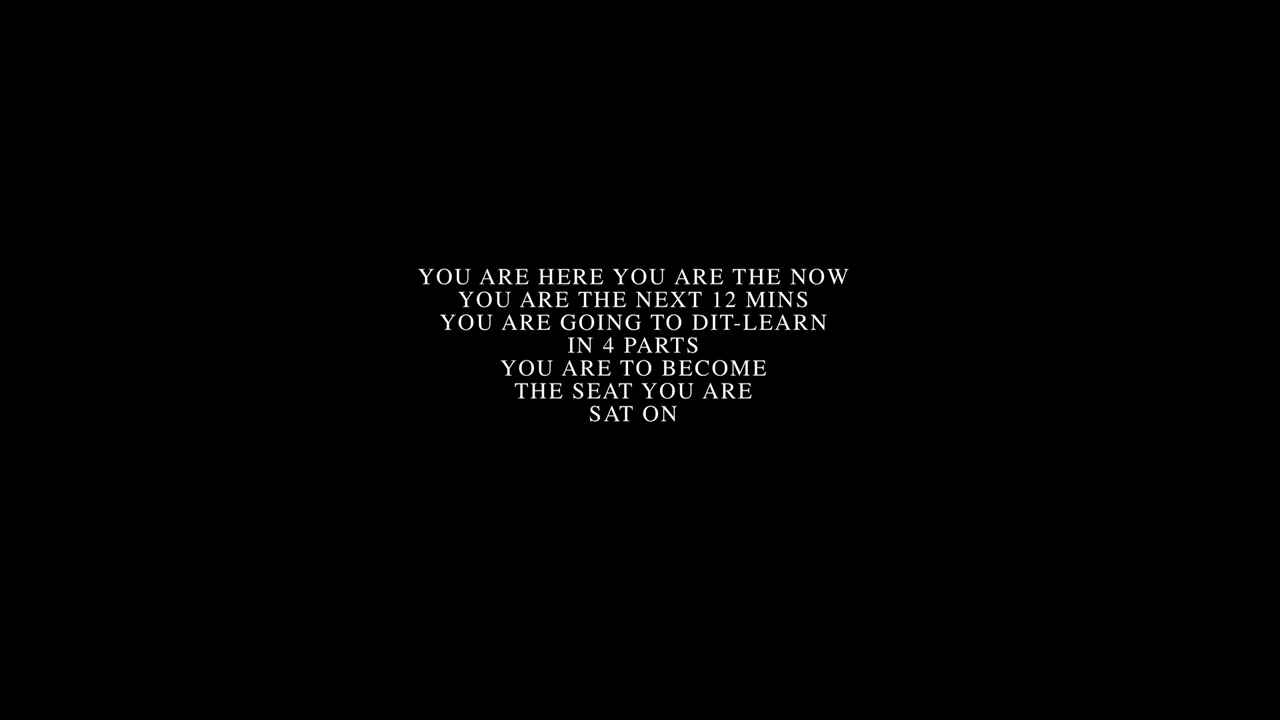 YOU ARE HERE YOU ARE THE NOW
YOU ARE THE NEXT 12 MINS
YOU ARE GOING TO DIT-LEARN
IN 4 PARTS
YOU ARE TO BECOME
THE SEAT YOU ARE
SAT ON